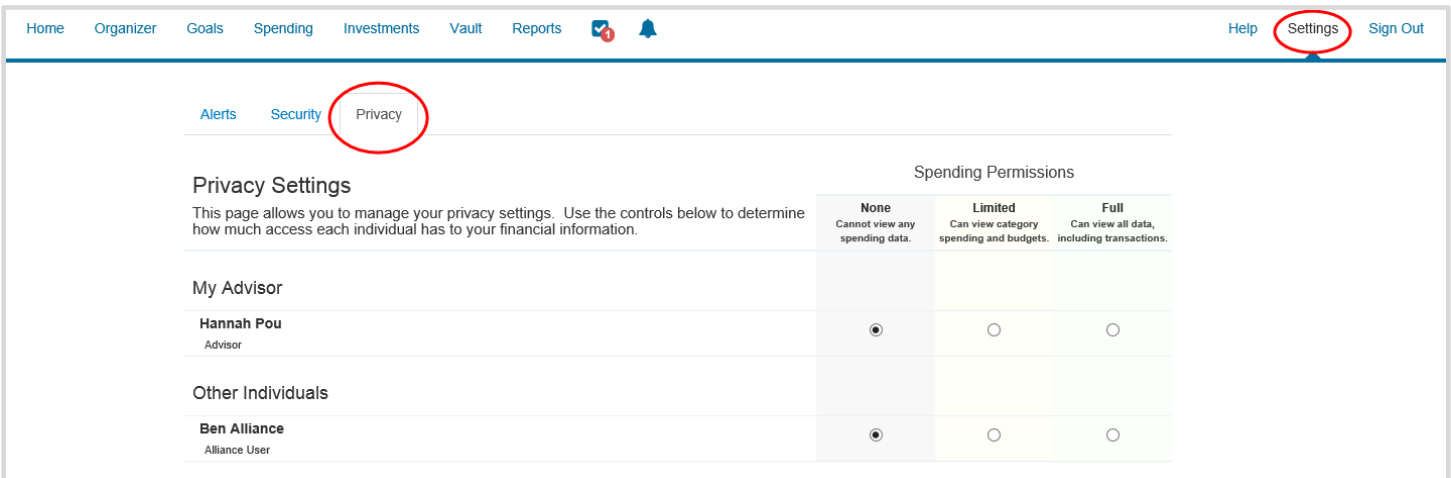 Home Organizer Goals Spending Investments Vault Reports 1 Help Settings Sign Out
Alerts Security Privacy
Spending Permissions
Privacy Settings
This page allows you to manage your privacy settings. Use the controls below to determine
how much access each individual has to your financial information.
None Limited Full
Cannot view any Can view category Can view all data,
spending data. spending and budgets. including transactions.
My Advisor
Hannah Pou
Advisor
Other Individuals
Ben Alliance
Alliance User